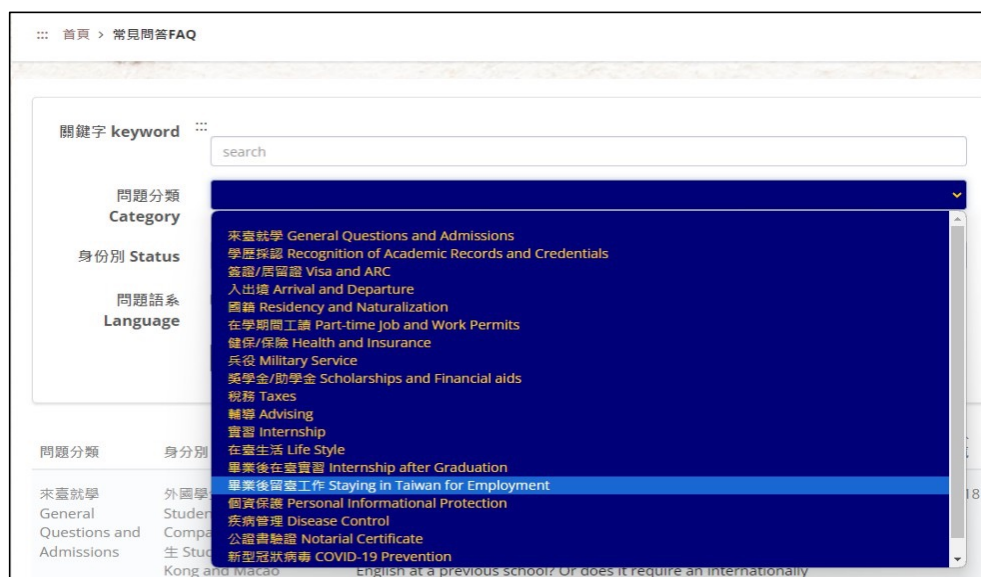 ::: 首頁 › 常見問答FAQ
關鍵字 keyword :::
search
問題分類
Category
來臺就學 General Questions and Admissions
學歷採認 Recognition of Academic Records and Credentials
身份別 Status
簽證/居留證 Visa and ARC
入出境 Arrival and Departure
問題語系
Language
國籍 Residency and Naturalization
在學期間工讀 Part-time Job and Work Permits
健保/保險 Health and Insurance
兵役 Military Service
獎學金/助學金 Scholarships and Financial aids
稅務 Taxes
輔導 Advising
實習 Internship
在臺生活 Life Style
畢業後在臺實習 Internship after Graduation
畢業後留臺工作 Staying in Taiwan for Employment
個資保護 Personal Informational Protection
疾病管理 Disease Control
公證書驗證 Notarial Certificate
新型冠狀病毒 COVID-19 Prevention
問題分類 身分別
來臺就學
General
Questions and
Admissions
外國學
Studen
Compa
生 Stuc
Kong and Macao
English at a previous school? Or does it require an internationally
18